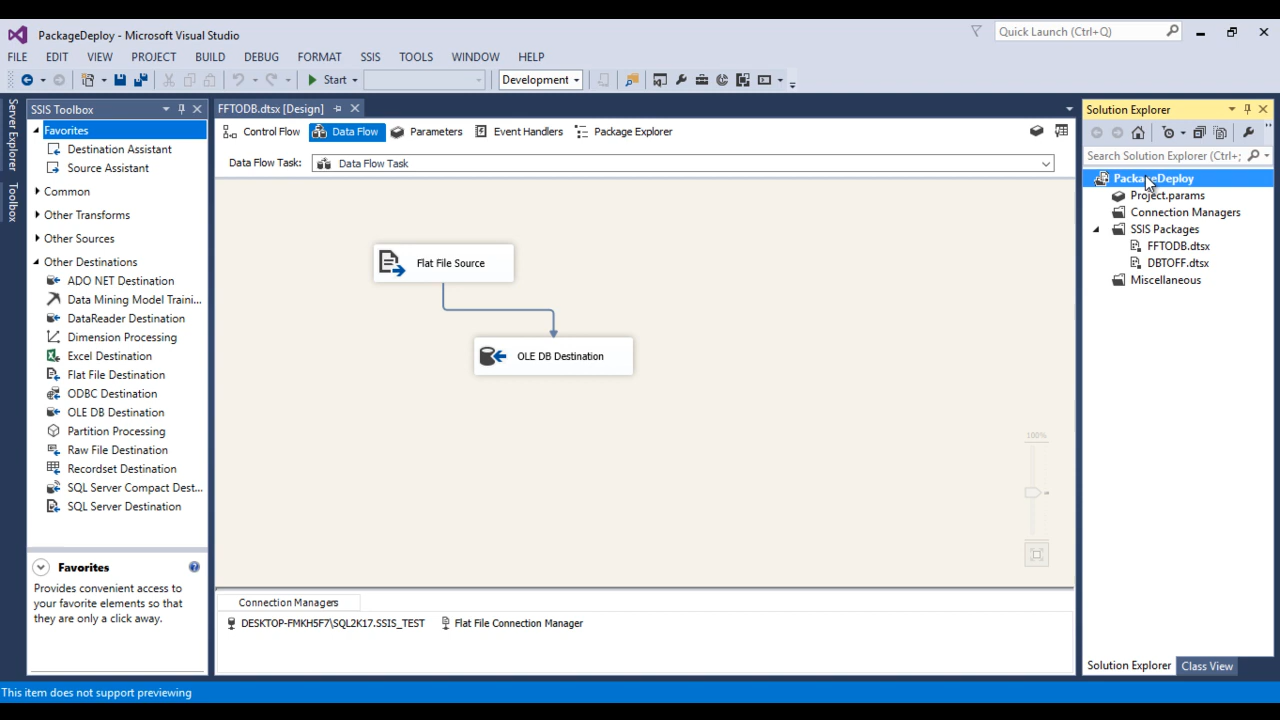 PackageDeploy - Microsoft Visual Studio
Quick Launch (Ctrl+Q)
FILE EDIT VIEW PROJECT BUILD DEBUG FORMAT SSIS TOOLS WINDOW HELP
Start
Development
Server Explorer
Toolbox
SSIS Toolbox
Favorites
Destination Assistant
Source Assistant
Common
Other Transforms
Other Sources
Other Destinations
ADO NET Destination
Data Mining Model Traini...
DataReader Destination
Dimension Processing
Excel Destination
Flat File Destination
ODBC Destination
OLE DB Destination
Partition Processing
Raw File Destination
Recordset Destination
SQL Server Compact Dest...
SQL Server Destination
Favorites
Provides convenient access to
your favorite elements so that
they are only a click away.
FFTODB.dtsx [Design]
Control Flow Data Flow Parameters Event Handlers Package Explorer
Data Flow Task: Data Flow Task
Flat File Source
OLE DB Destination
100%
Connection Managers
DESKTOP-FMKH5F7\SQL2K17.SSIS_TEST Flat File Connection Manager
Solution Explorer
Search Solution Explorer (Ctrl+;
PackageDeploy
Project.params
Connection Managers
SSIS Packages
FFTODB.dtsx
DBTOFF.dtsx
Miscellaneous
Solution Explorer Class View
This item does not support previewing